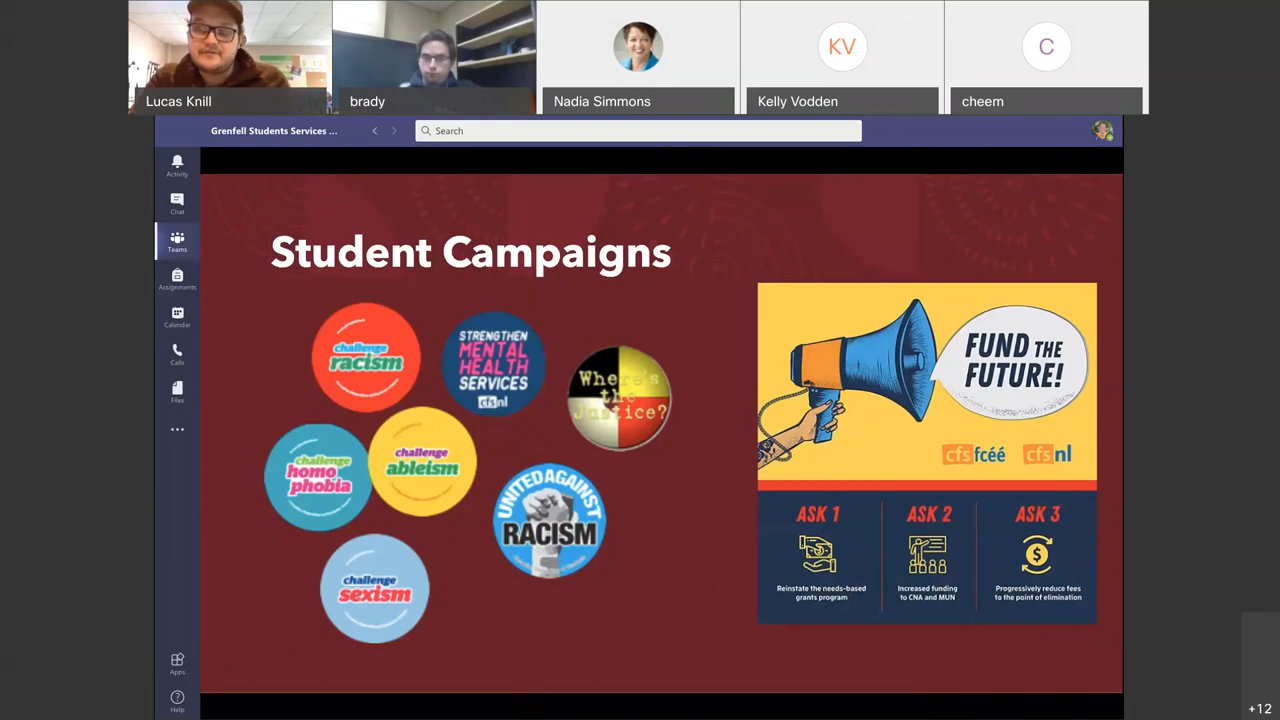 Lucas Knill
brady
Nadia Simmons
KV
Kelly Vodden
C
cheem
Grenfell Students Services ...
Search
Activity
Chat
Teams
Assignments
Calendar
Calls
Files
Apps
Help
Student Campaigns
challenge
racism
STRENGTHEN
MENTAL
HEALTH
SERVICES
cfsnl
Where's
the
Justice?
challenge
homo
phobia
challenge
ableism
UNITED AGAINST
RACISM
challenge
sexism
FUND THE
FUTURE!
cfs fcéé cfs nl
ASK 1
Reinstate the needs-based
grants program
ASK 2
Increased funding
to CNA and MUN
ASK 3
Progressively reduce fees
to the point of elimination
+12